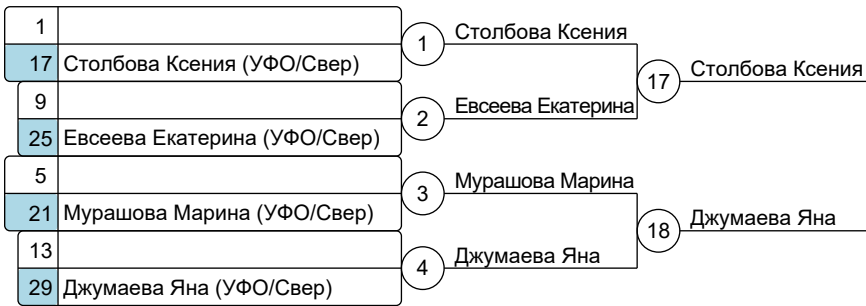 1
17 Столбова Ксения (УФО/Свер)
1
Столбова Ксения
9
25 Евсеева Екатерина (УФО/Свер)
2
Евсеева Екатерина
17
Столбова Ксения
5
21 Мурашова Марина (УФО/Свер)
3
Мурашова Марина
13
29 Джумаева Яна (УФО/Свер)
4
Джумаева Яна
18
Джумаева Яна